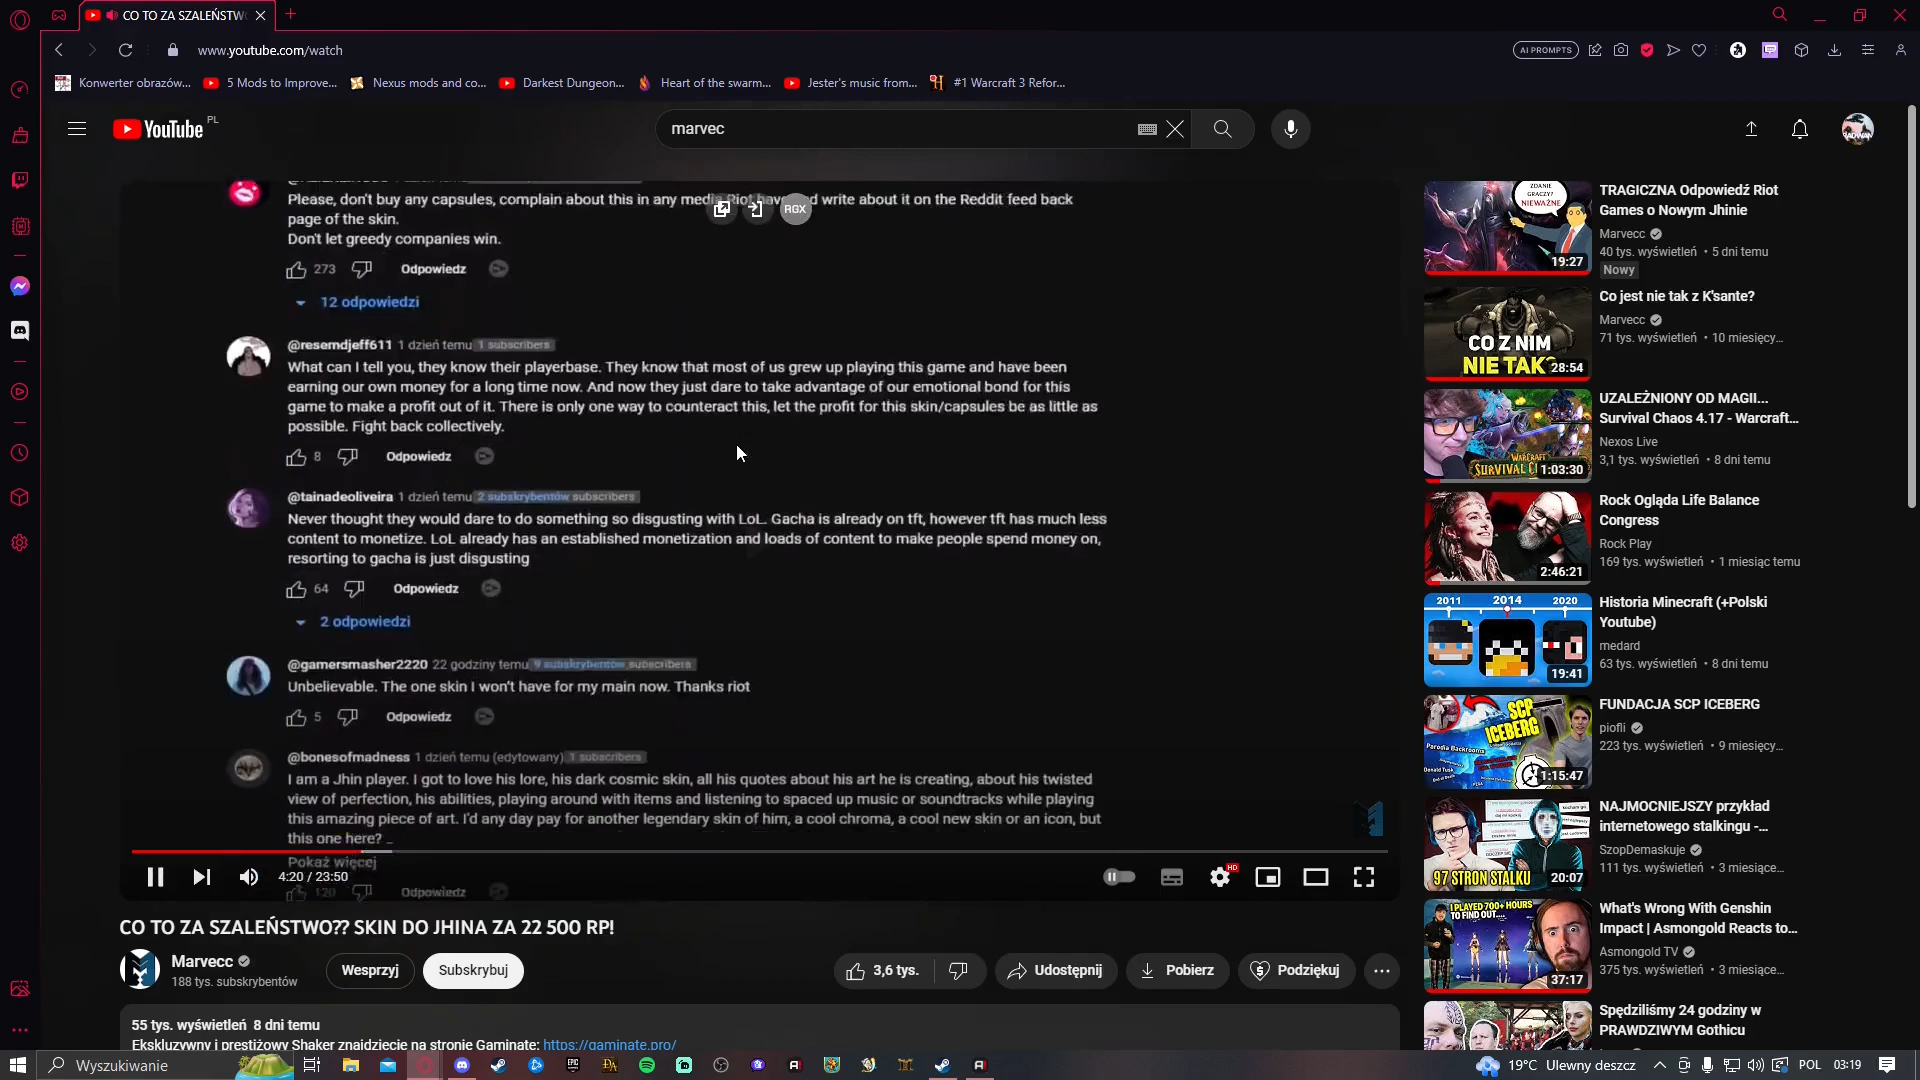 CO TO ZA SZALEŃSTW
www.youtube.com/watch
AI PROMPTS
Konwerter obrazów...
5 Mods to Improve...
Nexus mods and co...
Darkest Dungeon...
Heart of the swarm...
Jester's music from...
#1 Warcraft 3 Refor...
YouTube PL
marvec
Please, don't buy any capsules, complain about this in any media Riot have and write about it on the Reddit feed back
RGX
page of the skin.
Don't let greedy companies win.
273 Odpowiedz
12 odpowiedzi
@resemdjeff611 1 dzień temu 1 subscribers
What can I tell you, they know their playerbase. They know that most of us grew up playing this game and have been
earning our own money for a long time now. And now they just dare to take advantage of our emotional bond for this
game to make a profit out of it. There is only one way to counteract this, let the profit for this skin/capsules be as little as
possible. Fight back collectively.
8 Odpowiedz
@tainadeoliveira 1 dzień temu 2 subskrybentów subscribers
Never thought they would dare to do something so disgusting with LoL. Gacha is already on tft, however tft has much less
content to monetize. LoL already has an established monetization and loads of content to make people spend money on,
resorting to gacha is just disgusting
64 Odpowiedz
2 odpowiedzi
@gamersmasher2220 22 godziny temu 9 subskrybentów subscribers
Unbelievable. The one skin I won't have for my main now. Thanks riot
5 Odpowiedz
@bonesofmadness 1 dzień temu (edytowany) 1 subscribers
I am a Jhin player. I got to love his lore, his dark cosmic skin, all his quotes about his art he is creating, about his twisted
view of perfection, his abilities, playing around with items and listening to spaced up music or soundtracks while playing
this amazing piece of art. I'd any day pay for another legendary skin of him, a cool chroma, a cool new skin or an icon, but
this one here? ...
Pokaż więcej
4:20 / 23:50
HD
120 Odpowiedz
CO TO ZA SZALEŃSTWO?? SKIN DO JHINA ZA 22 500 RP!
Marvecc
188 tys. subskrybentów
Wesprzyj
Subskrybuj
3,6 tys.
Udostępnij
Pobierz
Podziękuj
55 tys. wyświetleń 8 dni temu
Ekskluzywny i prestiżowy Shaker znajdziecie na stronie Gaminate: https://gaminate.pro/
ZDANIE
GRACZY?
NIEWAŻNE
19:27
TRAGICZNA Odpowiedź Riot
Games o Nowym Jhinie
Marvecc
40 tys. wyświetleń • 5 dni temu
Nowy
CO Z NIM
NIE TAK?
28:54
Co jest nie tak z K'sante?
Marvecc
71 tys. wyświetleń • 10 miesięcy...
WARCRAFT
SURVIVAL
1:03:30
UZALEŻNIONY OD MAGII...
Survival Chaos 4.17 - Warcraft...
Nexos Live
3,1 tys. wyświetleń • 8 dni temu
2:46:21
Rock Ogląda Life Balance
Congress
Rock Play
169 tys. wyświetleń • 1 miesiąc temu
2011 2014 2020
19:41
Historia Minecraft (+Polski
Youtube)
medard
63 tys. wyświetleń • 8 dni temu
SCP
ICEBERG
Parodia Backrooms
Donald Tusk
1:15:47
FUNDACJA SCP ICEBERG
piofli
223 tys. wyświetleń • 9 miesięcy...
97 STRON STALKU
20:07
NAJMOCNIEJSZY przykład
internetowego stalkingu -...
SzopDemaskuje
111 tys. wyświetleń • 3 miesiące...
I PLAYED 700+ HOURS
TO FIND OUT....
37:17
What's Wrong With Genshin
Impact | Asmongold Reacts to...
Asmongold TV
375 tys. wyświetleń • 3 miesiące...
Spędziliśmy 24 godziny w
PRAWDZIWYM Gothicu
Wyszukiwanie
19°C Ulewny deszcz
POL
03:19